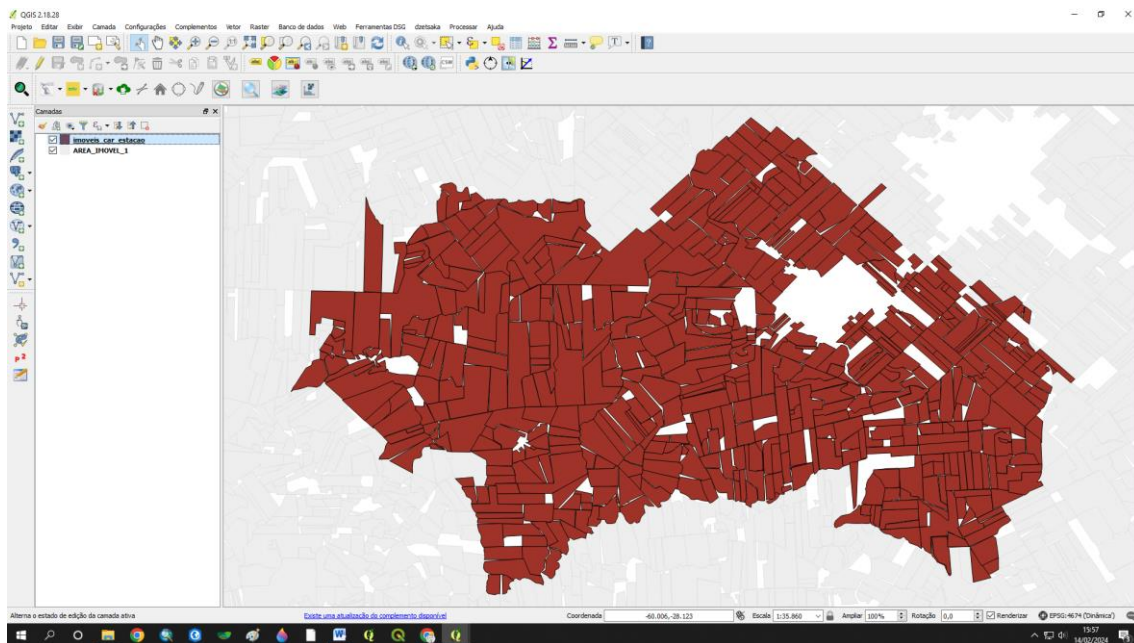 QGIS 2.18.28
Projeto Editar Exibir Camada Configurações Complementos Vetor Raster Banco de dados Web Ferramentas DSG dzetsaka Processar Ajuda
Camadas
imoveis_car_estacao
AREA_IMOVEL_1
Alterna o estado de edição da camada ativa Existe uma atualização do complemento disponível Coordenada -60.006,-28.123 Escala 1:35.860 Ampliar 100% Rotação 0,0 Renderizar EPSG:4674 (Dinâmica)
15:57
14/02/2024